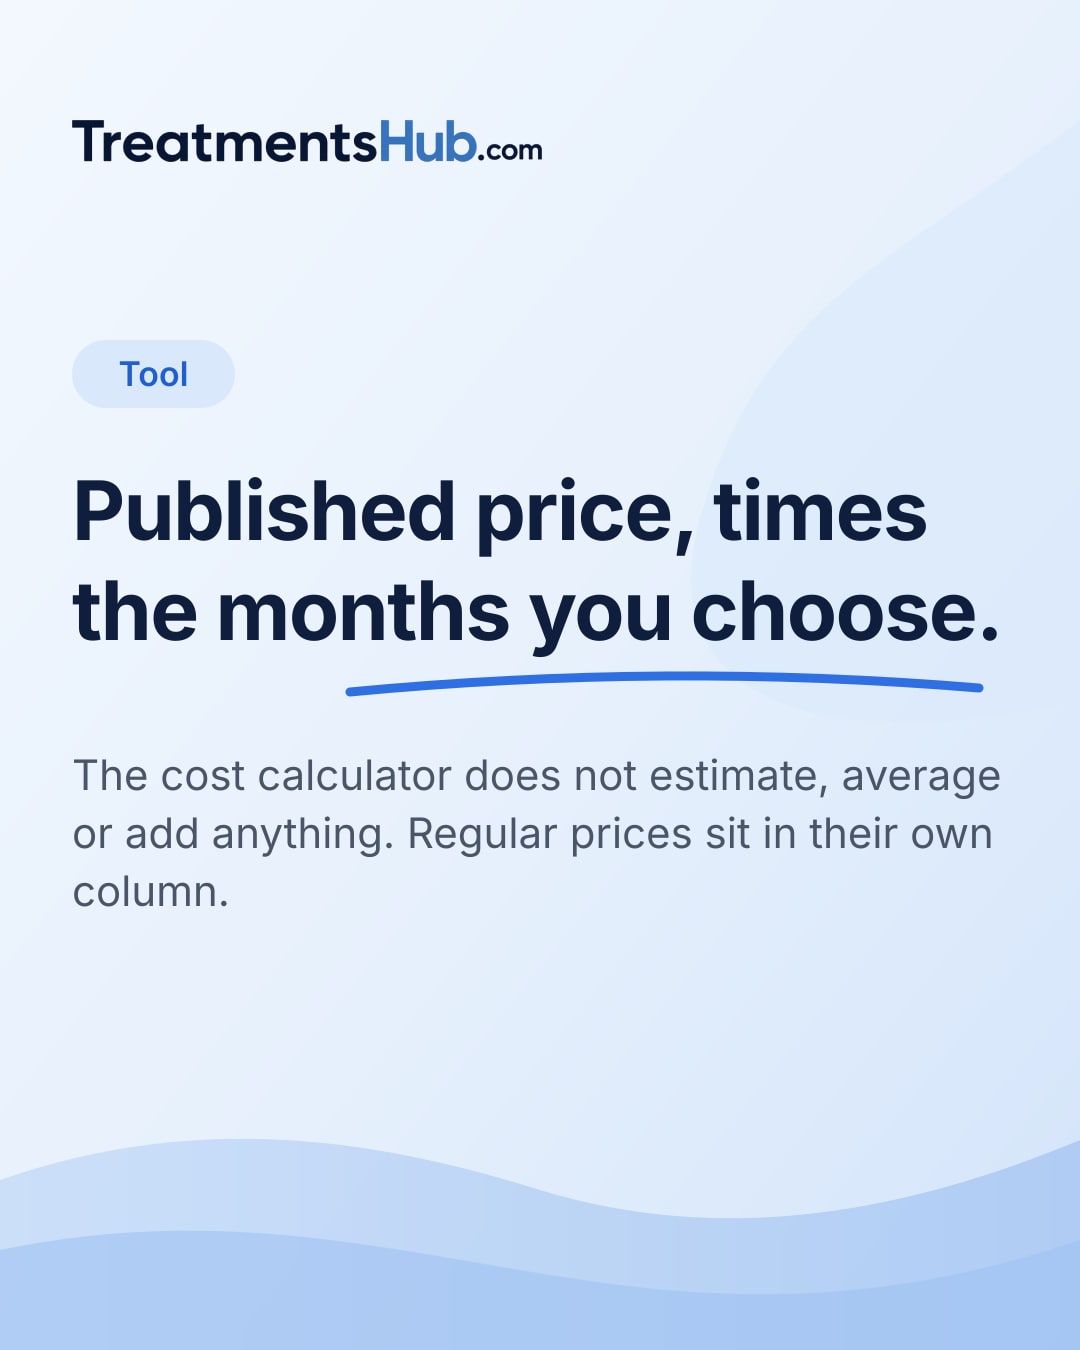 TreatmentsHub.com
Tool
Published price, times
the months you choose.
The cost calculator does not estimate, average
or add anything. Regular prices sit in their own
column.